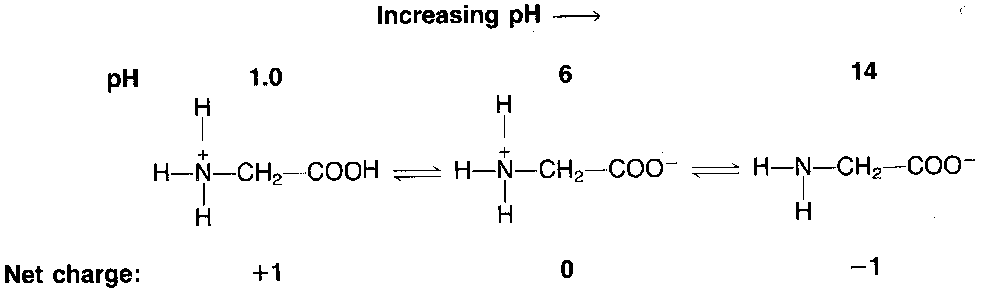 Increasing pH →
pH 1.0 6 14
H H
H–N⁺–CH₂–COOH ⇌ H–N⁺–CH₂–COO⁻ ⇌ H–N–CH₂–COO⁻
H H H
Net charge: +1 0 −1